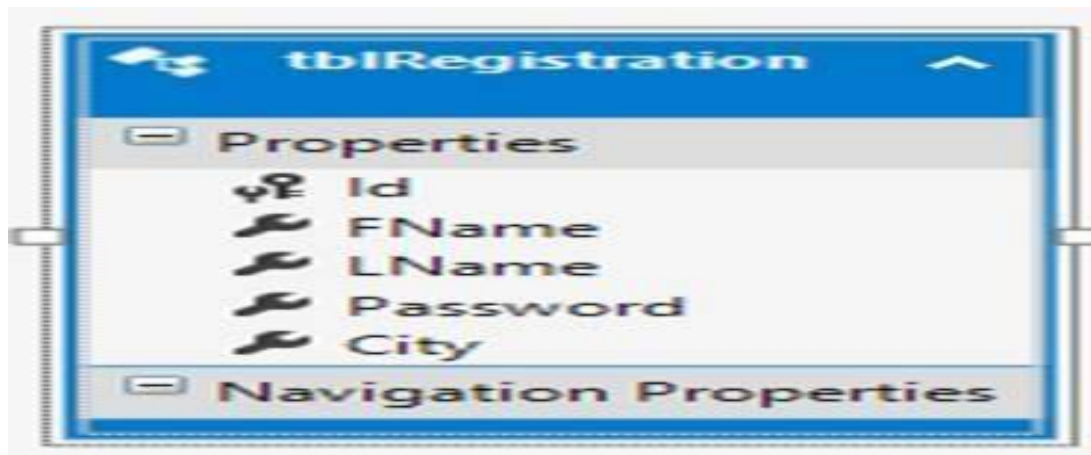 tblRegistration
Properties
Id
FName
LName
Password
City
Navigation Properties